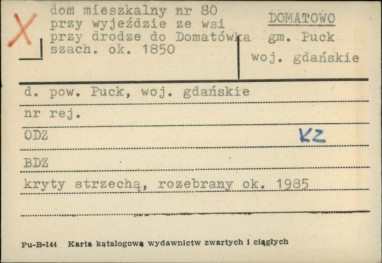 dom mieszkalny nr 80
przy wyjeździe ze wsi
przy drodze do Domatówka
szach. ok. 1850
DOMATOWO
gm. Puck
woj. gdańskie
d. pow. Puck, woj. gdańskie
nr rej.
ODZ
KZ
BDZ
kryty strzechą, rozebrany ok. 1985
Pu-B-144 Karta katalogowa wydawnictw zwartych i ciągłych